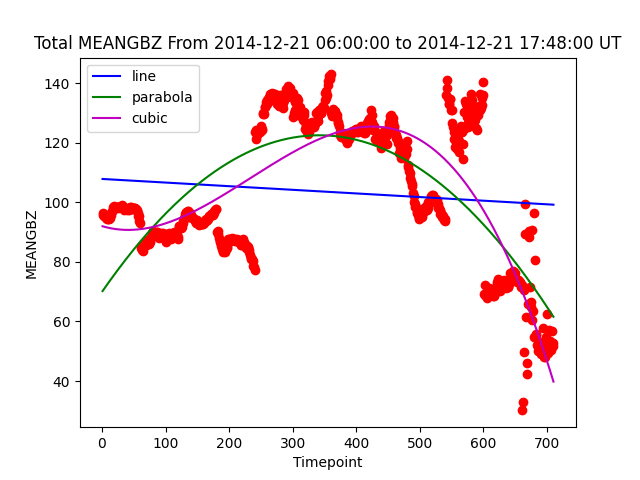 Total MEANGBZ From 2014-12-21 06:00:00 to 2014-12-21 17:48:00 UT
line
parabola
cubic
140
120
100
80
60
40
MEANGBZ
0 100 200 300 400 500 600 700
Timepoint